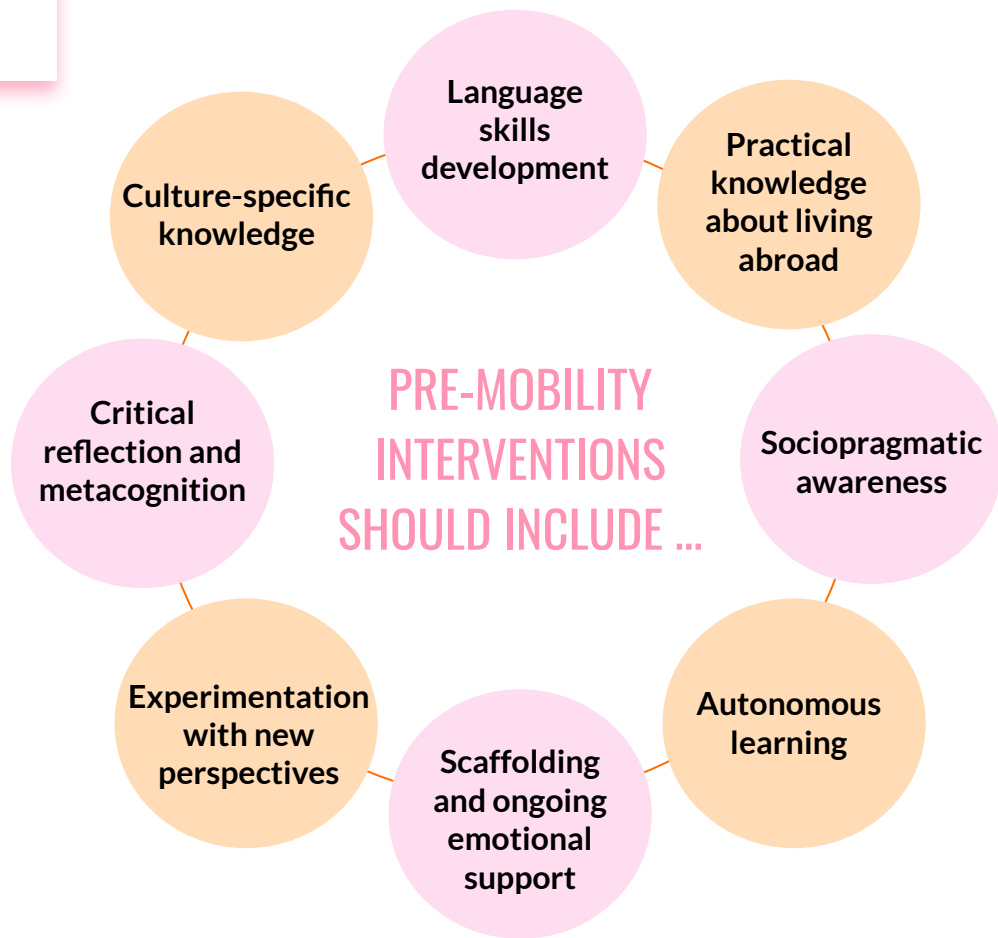 Language
skills
development
Practical
knowledge
about living
abroad
Sociopragmatic
awareness
Autonomous
learning
Scaffolding
and ongoing
emotional
support
Experimentation
with new
perspectives
Critical
reflection and
metacognition
Culture-specific
knowledge
PRE-MOBILITY
INTERVENTIONS
SHOULD INCLUDE ...